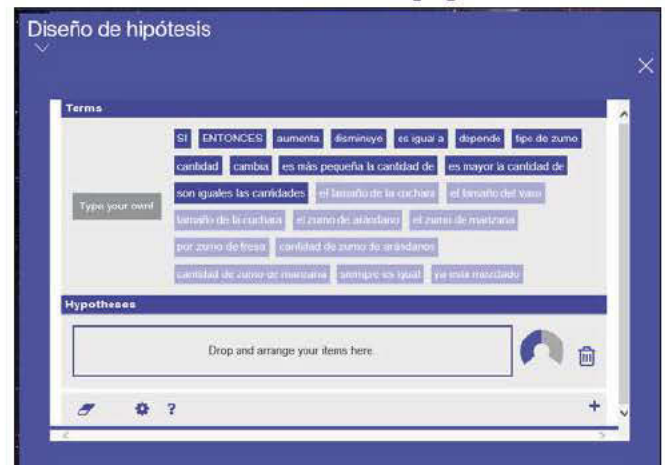 Diseño de hipótesis
Terms
SI ENTONCES aumenta disminuye es igual a depende tipo de zumo
cantidad cambia es más pequeña la cantidad de es mayor la cantidad de
Type your own! son iguales las cantidades el tamaño de la cuchara el tamaño del vaso
tamaño de la cuchara el zumo de arándano el zumo de manzana
por zumo de fresa cantidad de zumo de arándanos
cantidad de zumo de manzana siempre es igual ya está mezclado
Hypotheses
Drop and arrange your items here.
?
+